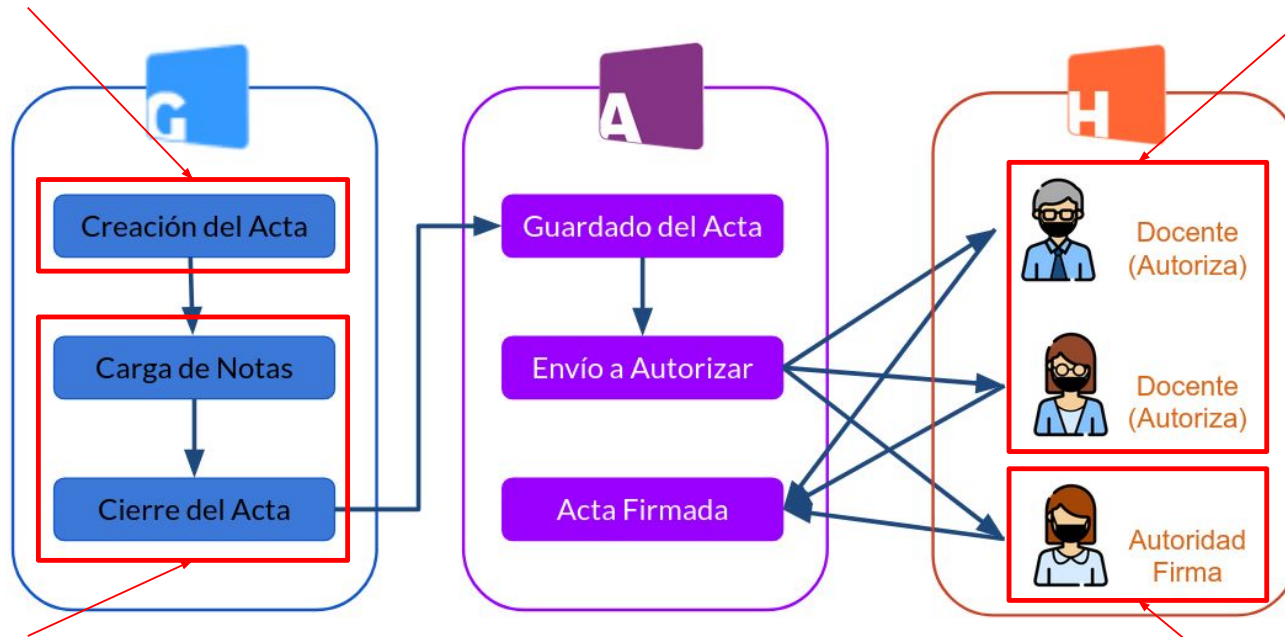 G
Creación del Acta
Carga de Notas
Cierre del Acta
A
Guardado del Acta
Envío a Autorizar
Acta Firmada
H
Docente
(Autoriza)
Docente
(Autoriza)
Autoridad
Firma